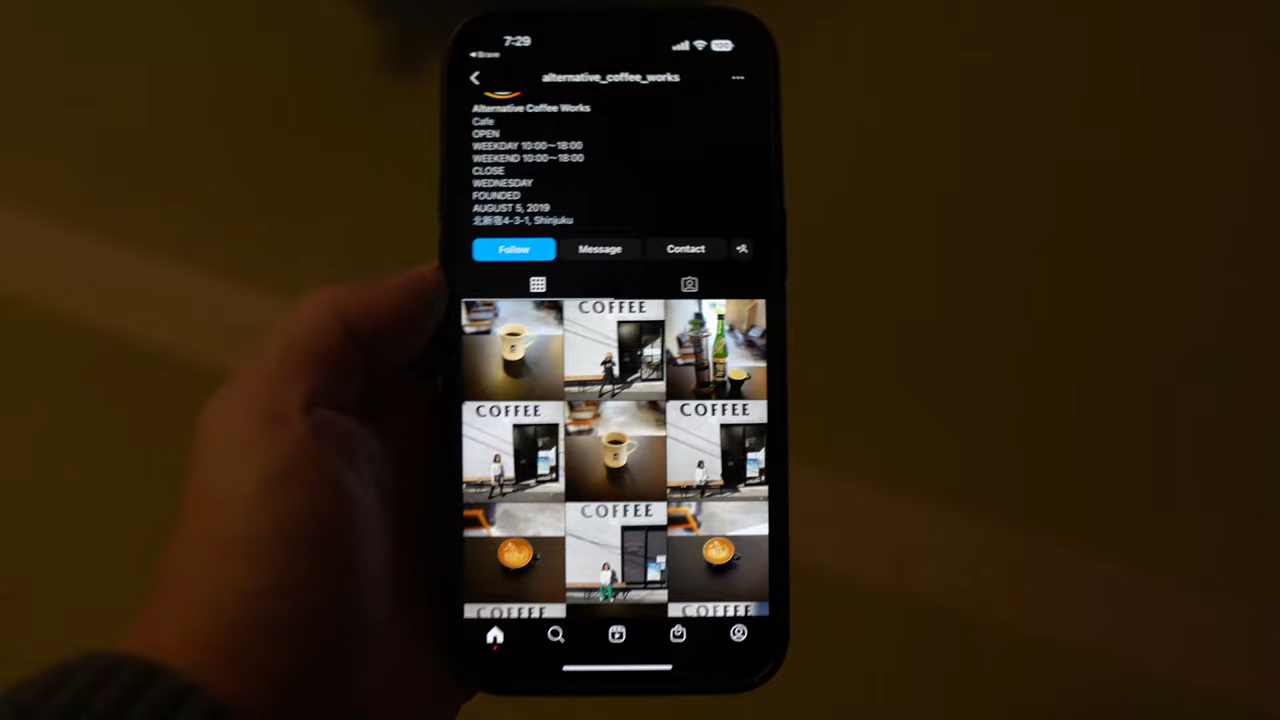 7:29
100
Brave
alternative_coffee_works
Alternative Coffee Works
Cafe
OPEN
WEEKDAY 10:00～18:00
WEEKEND 10:00～18:00
CLOSE
WEDNESDAY
FOUNDED
AUGUST 5, 2019
北新宿4-3-1, Shinjuku
Follow Message Contact
COFFEE
COFFEE COFFEE
COFFEE
COFFEE COFFEE